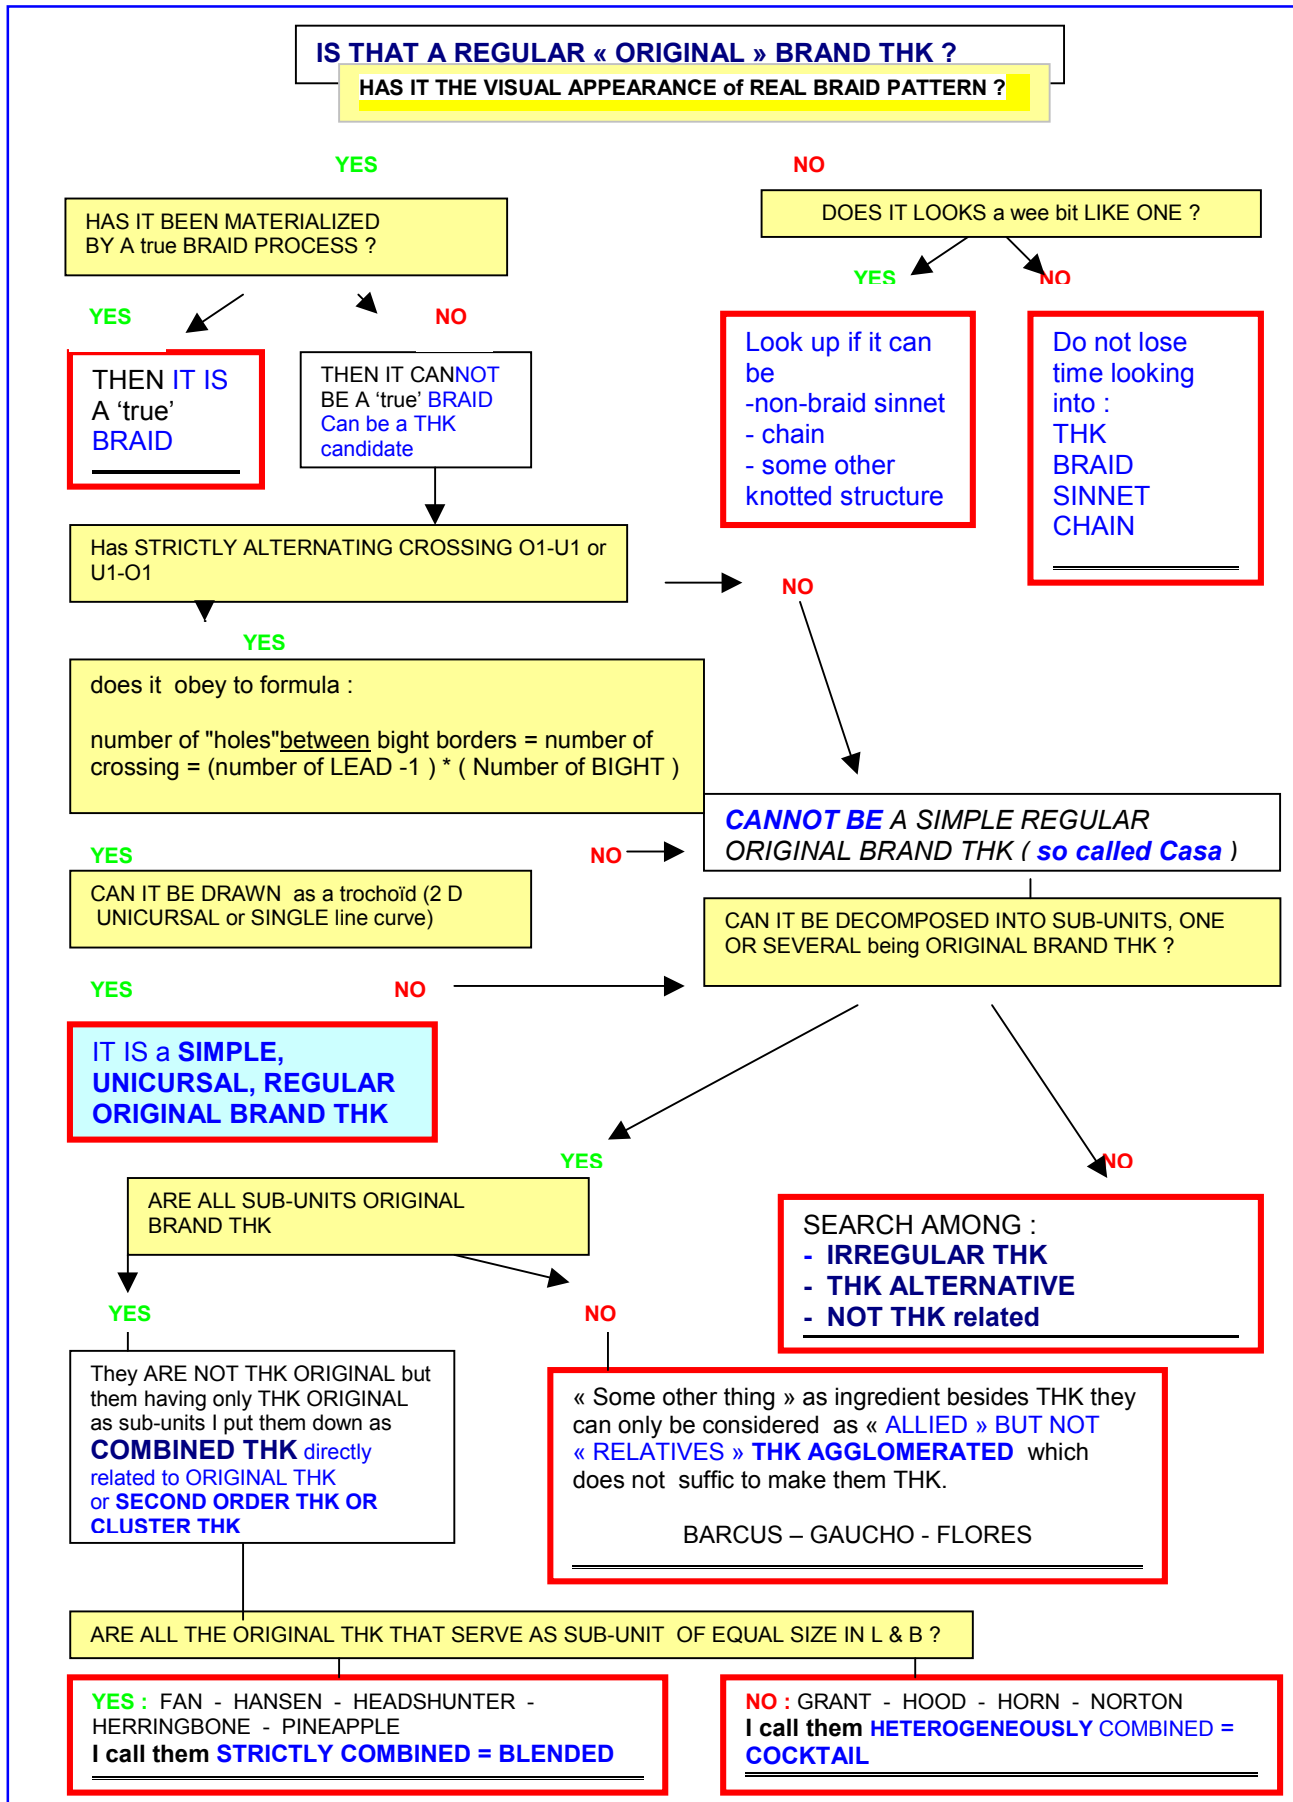 IS THAT A REGULAR « ORIGINAL » BRAND THK ?
HAS IT THE VISUAL APPEARANCE of REAL BRAID PATTERN ?
YES
NO
HAS IT BEEN MATERIALIZED
BY A true BRAID PROCESS ?
DOES IT LOOKS a wee bit LIKE ONE ?
YES
NO
YES
NO
THEN IT IS
A ‘true’
BRAID
THEN IT CANNOT
BE A ‘true’ BRAID
Can be a THK
candidate
Look up if it can
be
-non-braid sinnet
- chain
- some other
knotted structure
Do not lose
time looking
into :
THK
BRAID
SINNET
CHAIN
Has STRICTLY ALTERNATING CROSSING O1-U1 or
U1-O1
NO
YES
does it  obey to formula :
number of "holes"between bight borders = number of
crossing = (number of LEAD -1 ) * ( Number of BIGHT )
CANNOT BE A SIMPLE REGULAR
ORIGINAL BRAND THK ( so called Casa )
YES
NO
CAN IT BE DRAWN  as a trochoïd (2 D
UNICURSAL or SINGLE line curve)
CAN IT BE DECOMPOSED INTO SUB-UNITS, ONE
OR SEVERAL being ORIGINAL BRAND THK ?
YES
NO
IT IS a SIMPLE,
UNICURSAL, REGULAR
ORIGINAL BRAND THK
YES
NO
ARE ALL SUB-UNITS ORIGINAL
BRAND THK
SEARCH AMONG :
- IRREGULAR THK
- THK ALTERNATIVE
- NOT THK related
YES
NO
They ARE NOT THK ORIGINAL but
them having only THK ORIGINAL
as sub-units I put them down as
COMBINED THK directly
related to ORIGINAL THK
or SECOND ORDER THK OR
CLUSTER THK
« Some other thing » as ingredient besides THK they
can only be considered  as « ALLIED » BUT NOT
« RELATIVES » THK AGGLOMERATED  which
does not  suffic to make them THK.
BARCUS – GAUCHO - FLORES
ARE ALL THE ORIGINAL THK THAT SERVE AS SUB-UNIT  OF EQUAL SIZE IN L & B ?
YES :  FAN  -  HANSEN  -  HEADSHUNTER  -
HERRINGBONE  -  PINEAPPLE
I call them STRICTLY COMBINED = BLENDED
NO : GRANT  -  HOOD  -  HORN  -  NORTON
I call them HETEROGENEOUSLY COMBINED =
COCKTAIL